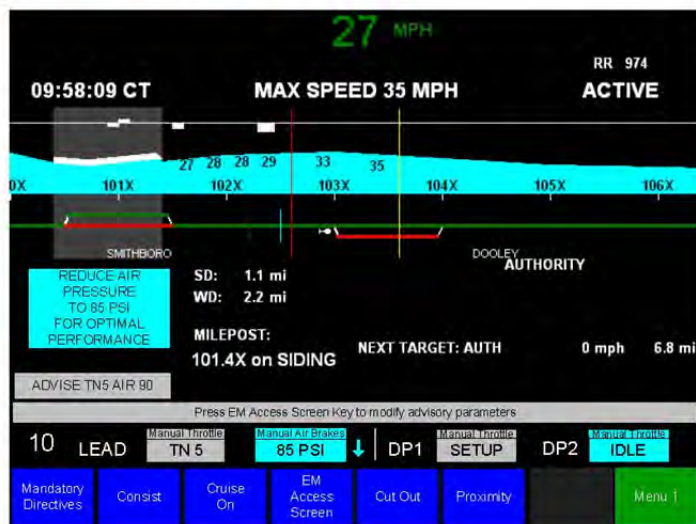 27 MPH
RR 974
09:58:09 CT MAX SPEED 35 MPH ACTIVE
27 28 28 29 33 35
0X 101X 102X 103X 104X 105X 106X
SMITHBORO DOOLEY
AUTHORITY
REDUCE AIR
PRESSURE
TO 85 PSI
FOR OPTIMAL
PERFORMANCE
SD: 1.1 mi
WD: 2.2 mi
MILEPOST:
101.4X on SIDING
NEXT TARGET: AUTH 0 mph 6.8 mi
ADVISE TN5 AIR 90
Press EM Access Screen Key to modify advisory parameters
Manual Throttle Manual Air Brakes Manual Throttle Manual Throttle
10 LEAD TN 5 85 PSI ↓ DP1 SETUP DP2 IDLE
Mandatory
Directives
Consist
Cruise
On
EM
Access
Screen
Cut Out
Proximity
Menu 1